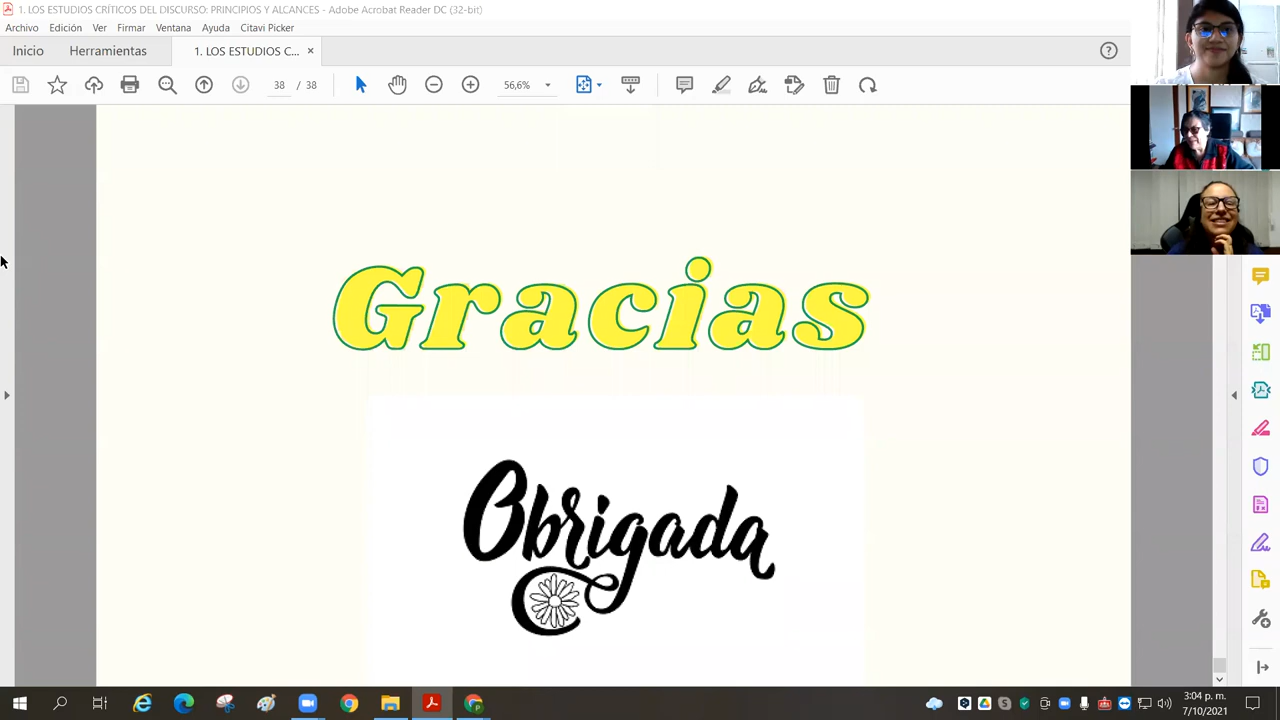 1. LOS ESTUDIOS CRÍTICOS DEL DISCURSO: PRINCIPIOS Y ALCANCES - Adobe Acrobat Reader DC (32-bit)
Archivo Edición Ver Firmar Ventana Ayuda Citavi Picker
Inicio Herramientas 1. LOS ESTUDIOS C... ×
38 / 38 56,6%
Gracias
Obrigada
3:04 p. m.
7/10/2021